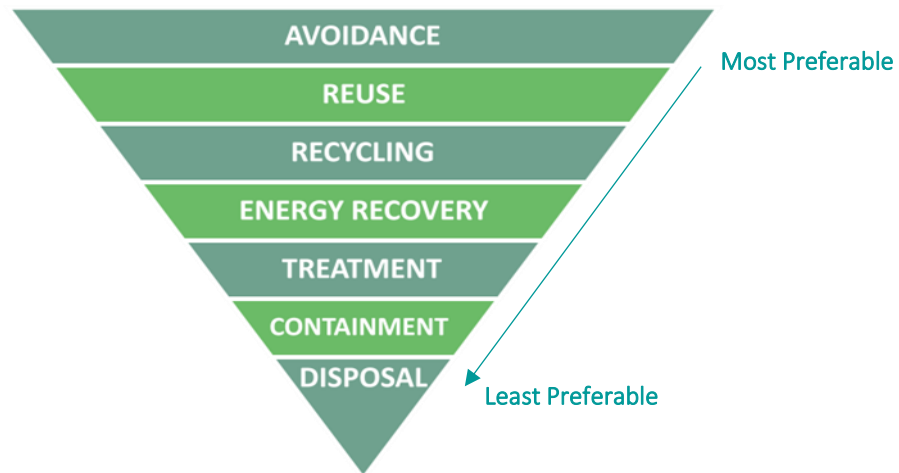 AVOIDANCE
Most Preferable
REUSE
RECYCLING
ENERGY RECOVERY
TREATMENT
CONTAINMENT
DISPOSAL
Least Preferable